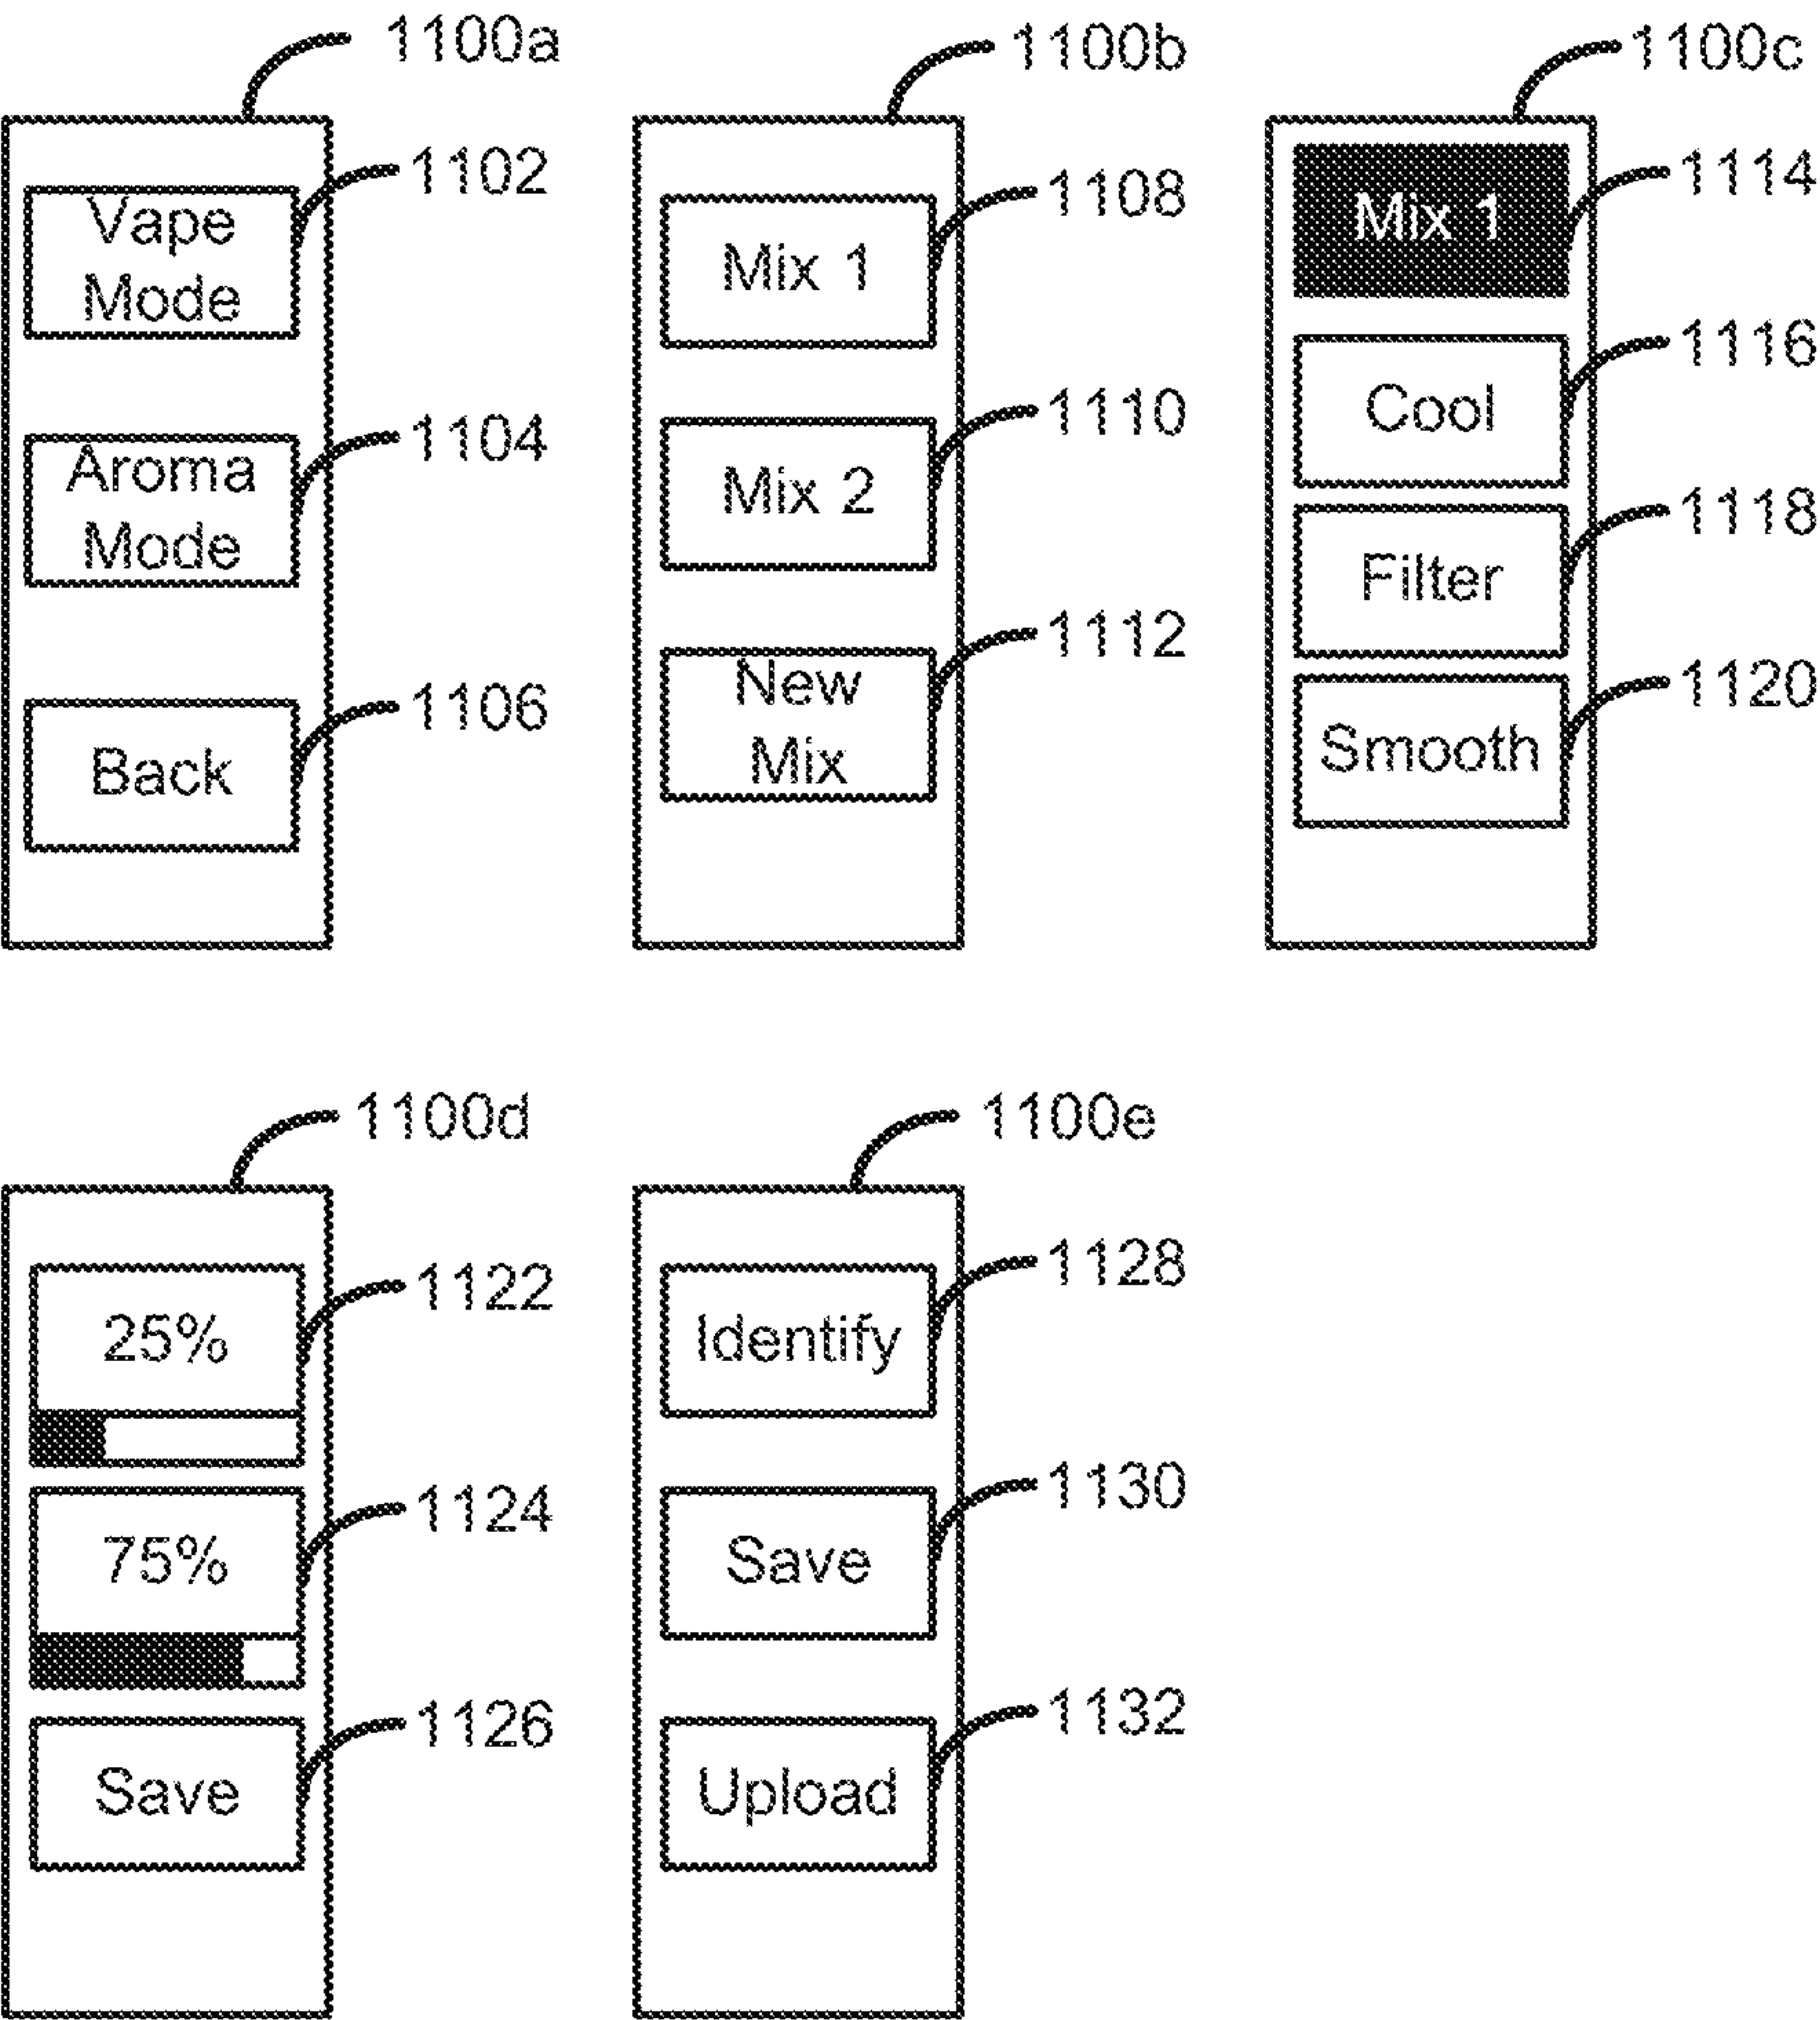 1100a
1102
Vape
Mode
1104
Aroma
Mode
1106
Back
1100b
1108
Mix 1
1110
Mix 2
1112
New
Mix
1100c
1114
Mix 1
1116
Cool
1118
Filter
1120
Smooth
1100d
1122
25%
1124
75%
1126
Save
1100e
1128
Identify
1130
Save
1132
Upload